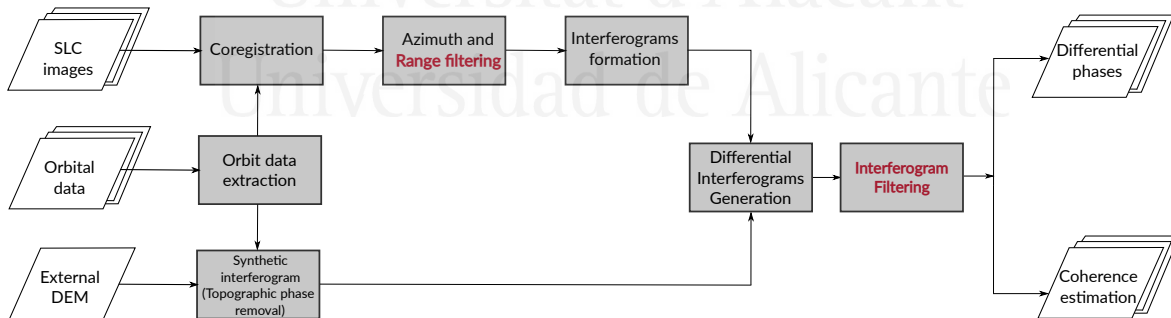 Universitat d'Alacant
Universidad de Alicante
SLC
images
Coregistration
Azimuth and
Range filtering
Interferograms
formation
Differential
phases
Orbital
data
Orbit data
extraction
Differential
Interferograms
Generation
Interferogram
Filtering
External
DEM
Synthetic
interferogram
(Topographic phase
removal)
Coherence
estimation